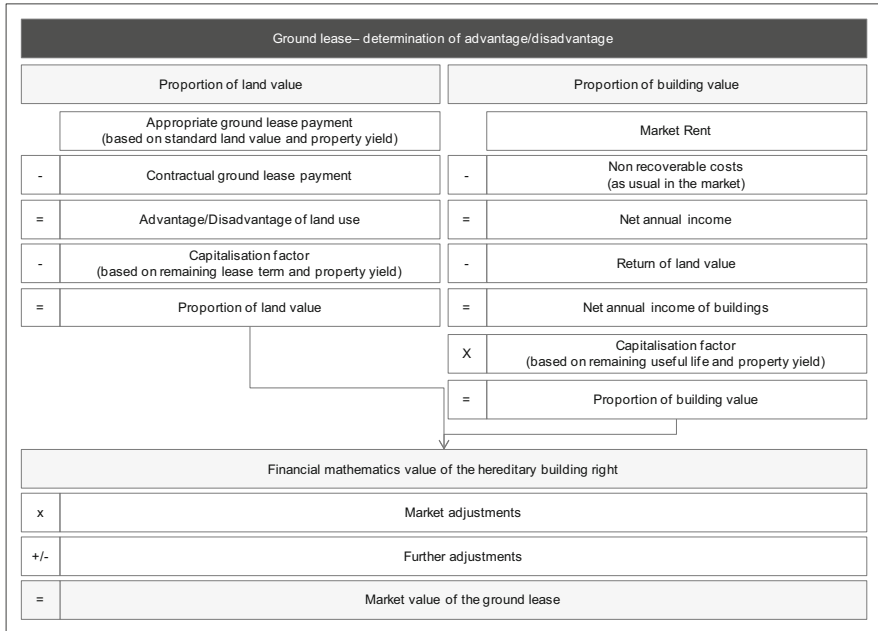 Ground lease– determination of advantage/disadvantage
Proportion of land value
Appropriate ground lease payment
(based on standard land value and property yield)
- Contractual ground lease payment
= Advantage/Disadvantage of land use
- Capitalisation factor
(based on remaining lease term and property yield)
= Proportion of land value
Proportion of building value
Market Rent
- Non recoverable costs
(as usual in the market)
= Net annual income
- Return of land value
= Net annual income of buildings
X Capitalisation factor
(based on remaining useful life and property yield)
= Proportion of building value
Financial mathematics value of the hereditary building right
x Market adjustments
+/- Further adjustments
= Market value of the ground lease